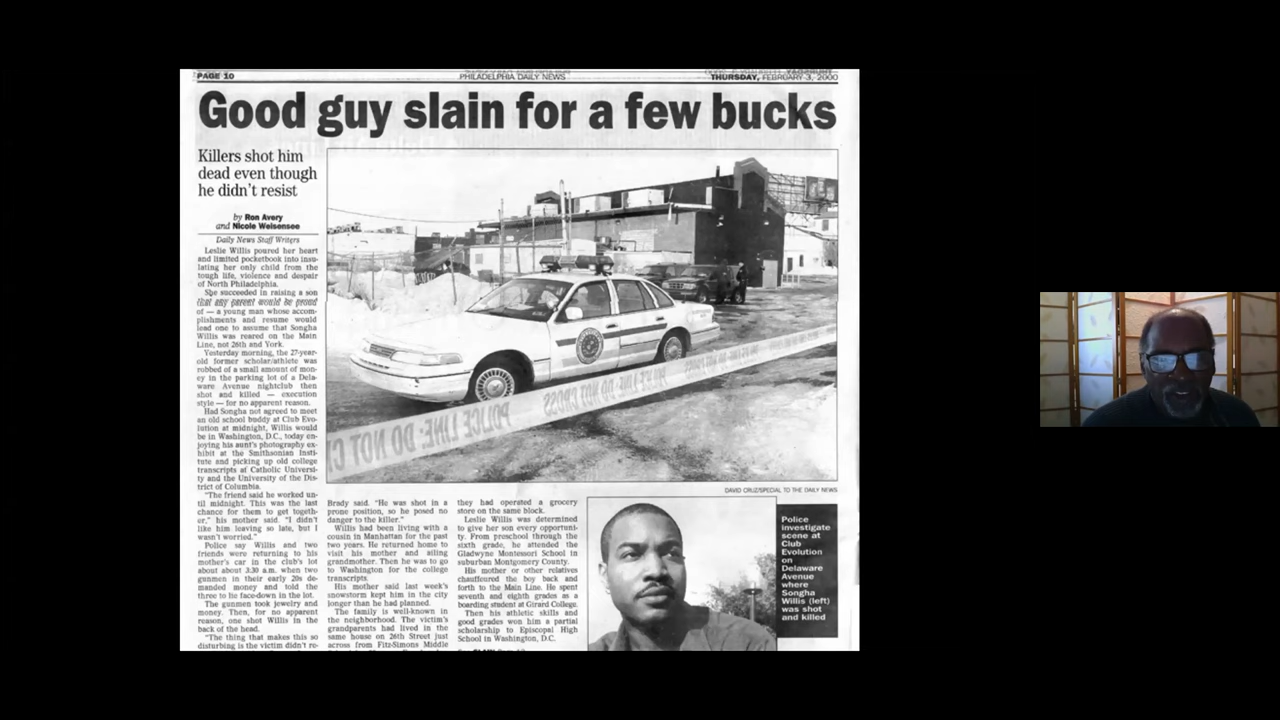 PAGE 10
PHILADELPHIA DAILY NEWS
THURSDAY, FEBRUARY 3, 2000
Good guy slain for a few bucks
Killers shot him
dead even though
he didn't resist
by Ron Avery
and Nicole Weisensee
Daily News Staff Writers
Leslie Willis poured her heart
and limited pocketbook into insu-
lating her only child from the
tough life, violence and despair
of North Philadelphia.
She succeeded in raising a son
that any parent would be proud
of — a young man whose accom-
plishments and resume would
lead one to assume that Songha
Willis was reared on the Main
Line, not 26th and York.
Yesterday morning, the 27-year-
old former scholar/athlete was
robbed of a small amount of mon-
ey in the parking lot of a Dela-
ware Avenue nightclub then
shot and killed — execution
style — for no apparent reason.
Had Songha not agreed to meet
an old school buddy at Club Evo-
lution at midnight, Willis would
be in Washington, D.C., today en-
joying his aunt's photography ex-
hibit at the Smithsonian Insti-
tute and picking up old college
transcripts at Catholic Universi-
ty and the University of the Dis-
trict of Columbia.
"The friend said he worked un-
til midnight. This was the last
chance for them to get togeth-
er," his mother said. "I didn't
like him leaving so late, but I
wasn't worried."
Police say Willis and two
friends were returning to his
mother's car in the club's lot
about about 3:30 a.m. when two
gunmen in their early 20s de-
manded money and told the
three to lie face-down in the lot.
The gunmen took jewelry and
money. Then, for no apparent
reason, one shot Willis in the
back of the head.
"The thing that makes this so
disturbing is the victim didn't re-
POLICE LINE: DO NOT CROSS
POLICE LINE: DO NOT C
DAVID CRUZ/SPECIAL TO THE DAILY NEWS
Brady said. "He was shot in a
prone position, so he posed no
danger to the killer."
Willis had been living with a
cousin in Manhattan for the past
two years. He returned home to
visit his mother and ailing
grandmother. Then he was to go
to Washington for the college
transcripts.
His mother said last week's
snowstorm kept him in the city
longer than he had planned.
The family is well-known in
the neighborhood. The victim's
grandparents had lived in the
same house on 26th Street just
across from Fitz-Simons Middle
they had operated a grocery
store on the same block.
Leslie Willis was determined
to give her son every opportuni-
ty. From preschool through the
sixth grade, he attended the
Gladwyne Montessori School in
suburban Montgomery County.
His mother or other relatives
chauffeured the boy back and
forth to the Main Line. He spent
seventh and eighth grades as a
boarding student at Girard College.
Then his athletic skills and
good grades won him a partial
scholarship to Episcopal High
School in Washington, D.C.
Police
investigate
scene at
Club
Evolution
on
Delaware
Avenue
where
Songha
Willis (left)
was shot
and killed